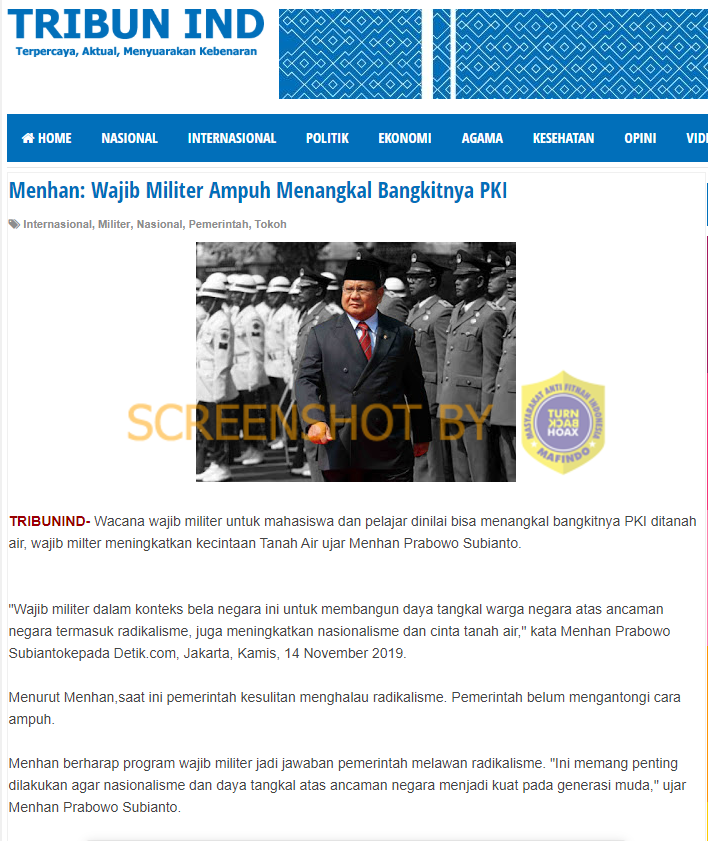 TRIBUN IND
Terpercaya, Aktual, Menyuarakan Kebenaran
HOME NASIONAL INTERNASIONAL POLITIK EKONOMI AGAMA KESEHATAN OPINI
Menhan: Wajib Militer Ampuh Menangkal Bangkitnya PKI
Internasional, Militer, Nasional, Pemerintah, Tokoh
SCREENSHOT BY
MASYARAKAT ANTI FITNAH INDONESIA
TURN
BACK
HOAX
MAFINDO
TRIBUNIND- Wacana wajib militer untuk mahasiswa dan pelajar dinilai bisa menangkal bangkitnya PKI ditanah
air, wajib milter meningkatkan kecintaan Tanah Air ujar Menhan Prabowo Subianto.
"Wajib militer dalam konteks bela negara ini untuk membangun daya tangkal warga negara atas ancaman
negara termasuk radikalisme, juga meningkatkan nasionalisme dan cinta tanah air," kata Menhan Prabowo
Subiantokepada Detik.com, Jakarta, Kamis, 14 November 2019.
Menurut Menhan,saat ini pemerintah kesulitan menghalau radikalisme. Pemerintah belum mengantongi cara
ampuh.
Menhan berharap program wajib militer jadi jawaban pemerintah melawan radikalisme. "Ini memang penting
dilakukan agar nasionalisme dan daya tangkal atas ancaman negara menjadi kuat pada generasi muda," ujar
Menhan Prabowo Subianto.